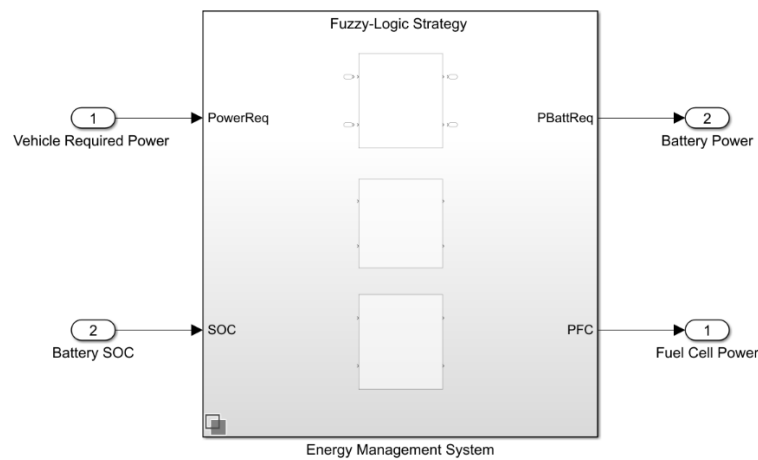 Fuzzy-Logic Strategy
1
PowerReq
PBattReq
2
Vehicle Required Power
Battery Power
2
SOC
PFC
1
Battery SOC
Fuel Cell Power
Energy Management System